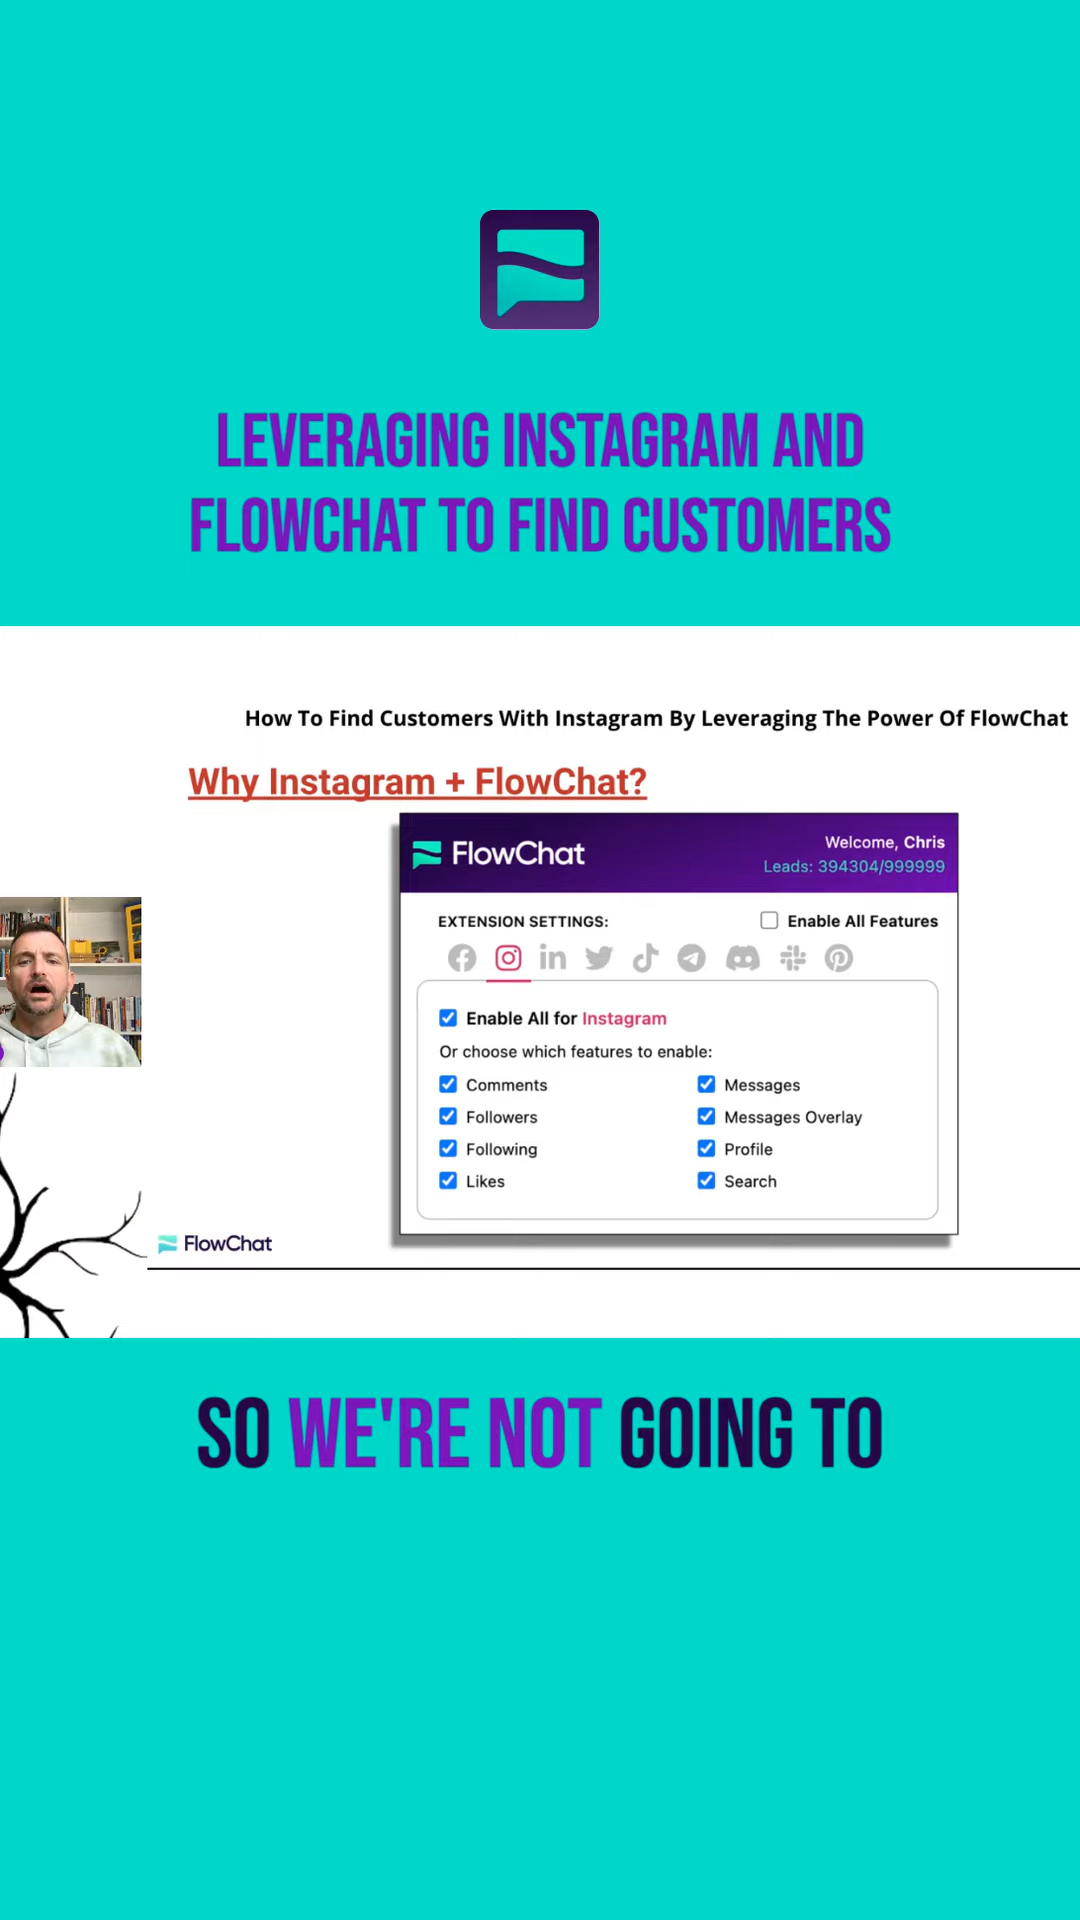 LEVERAGING INSTAGRAM AND
FLOWCHAT TO FIND CUSTOMERS
How To Find Customers With Instagram By Leveraging The Power Of FlowChat
Why Instagram + FlowChat?
FlowChat
Welcome, Chris
Leads: 394304/999999
EXTENSION SETTINGS:
Enable All Features
Enable All for Instagram
Or choose which features to enable:
Comments
Messages
Followers
Messages Overlay
Following
Profile
Likes
Search
FlowChat
SO WE'RE NOT GOING TO